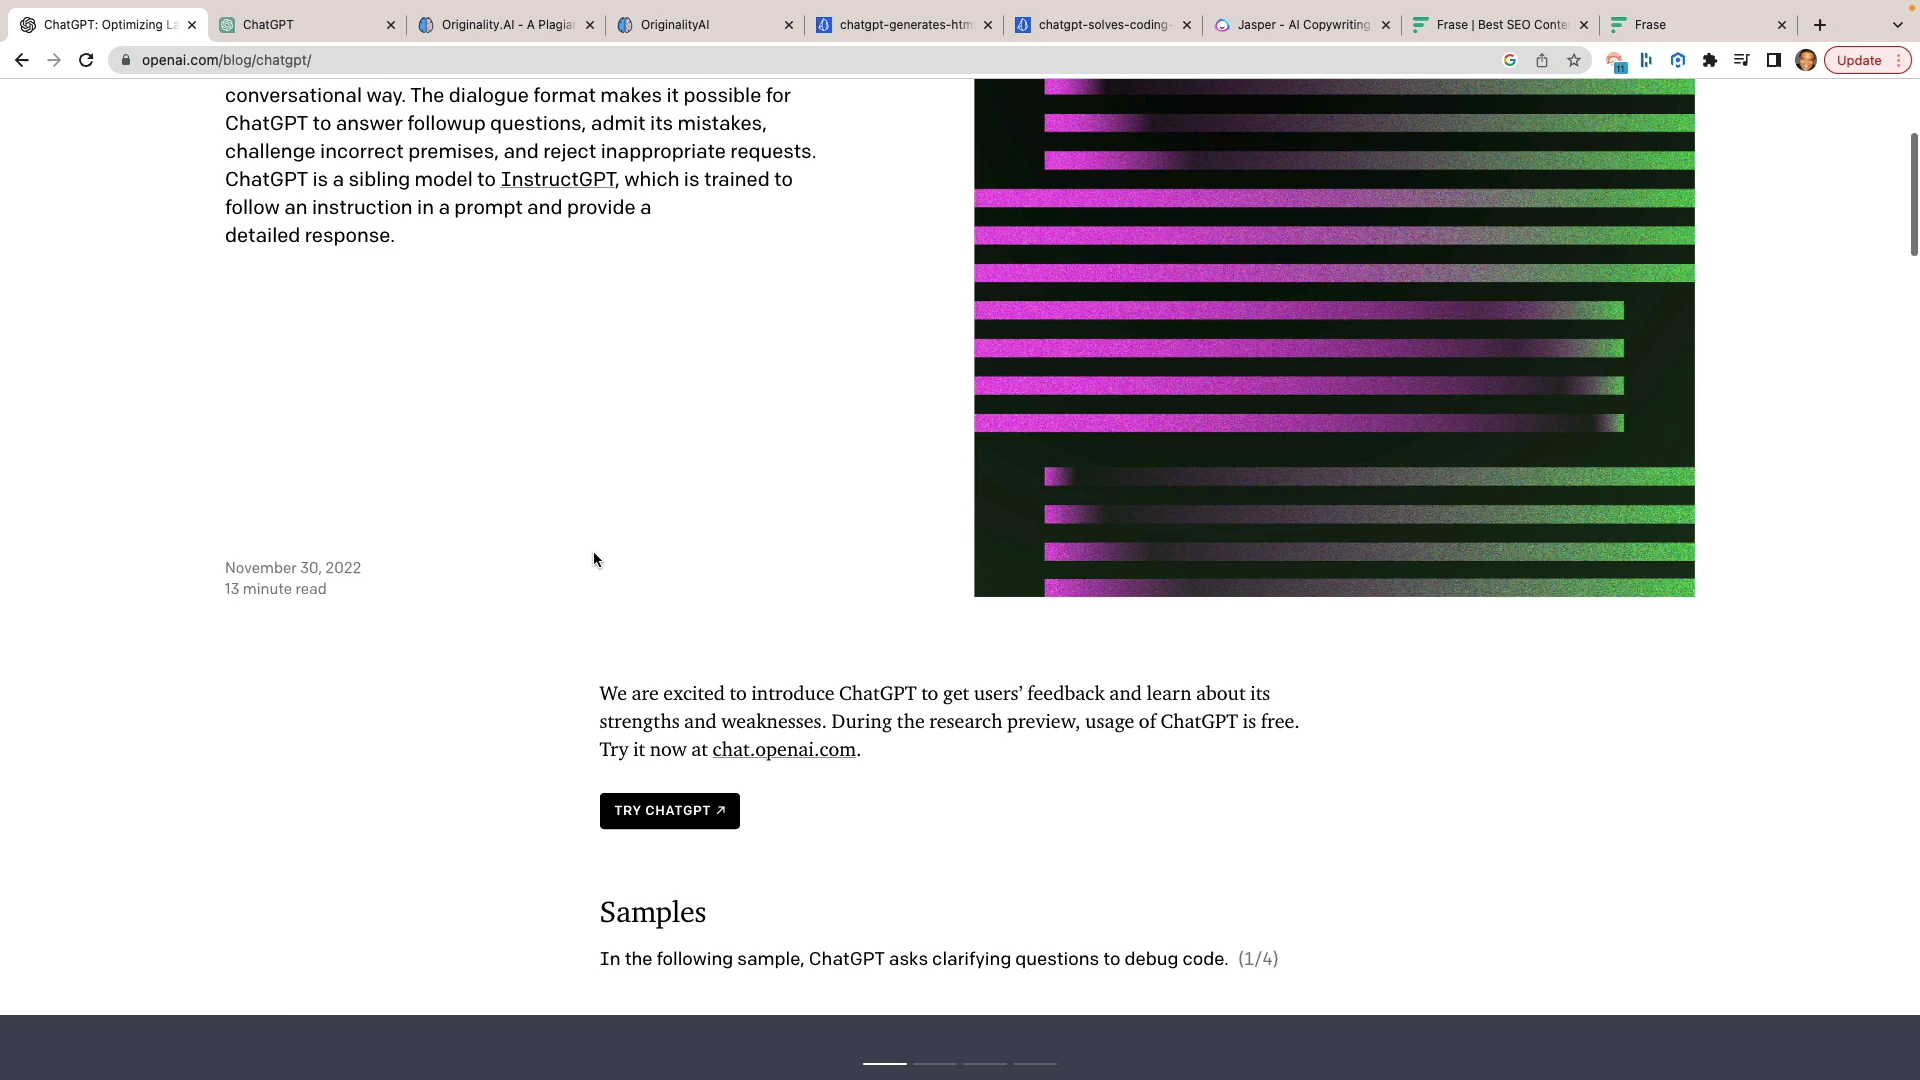 ChatGPT: Optimizing La
ChatGPT
Originality.AI - A Plagiar
OriginalityAI
chatgpt-generates-htm
chatgpt-solves-coding-
Jasper - AI Copywriting
Frase | Best SEO Conte
Frase
openai.com/blog/chatgpt/
11
Update
conversational way. The dialogue format makes it possible for
ChatGPT to answer followup questions, admit its mistakes,
challenge incorrect premises, and reject inappropriate requests.
ChatGPT is a sibling model to InstructGPT, which is trained to
follow an instruction in a prompt and provide a
detailed response.
November 30, 2022
13 minute read
We are excited to introduce ChatGPT to get users’ feedback and learn about its
strengths and weaknesses. During the research preview, usage of ChatGPT is free.
Try it now at chat.openai.com.
TRY CHATGPT ↗
Samples
In the following sample, ChatGPT asks clarifying questions to debug code. (1/4)